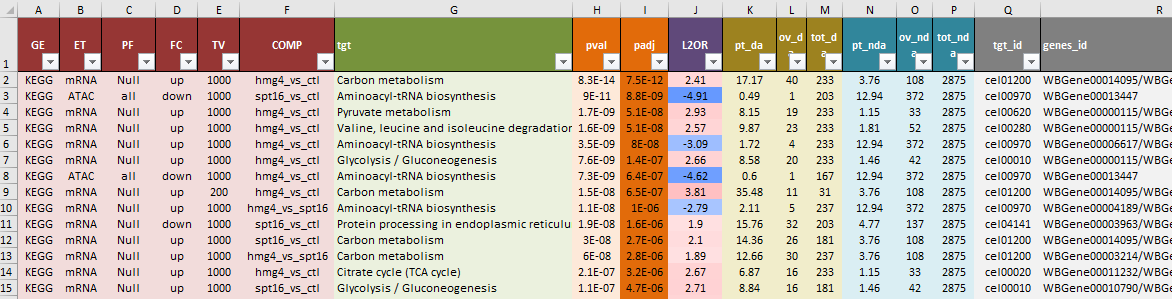 A B C D E F G H I J K L M N O P Q R
1 GE ET PF FC TV COMP tgt pval padj L2OR pt_da ov_da tot_da pt_nda ov_nda tot_nda tgt_id genes_id
2 KEGG mRNA Null up 1000 hmg4_vs_ctl Carbon metabolism 8.3E-14 7.5E-12 2.41 17.17 40 233 3.76 108 2875 cel01200 WBGene00014095/WBGe
3 KEGG ATAC all down 1000 spt16_vs_ctl Aminoacyl-tRNA biosynthesis 9E-11 8.8E-09 -4.91 0.49 1 203 12.94 372 2875 cel00970 WBGene00013447
4 KEGG mRNA Null up 1000 hmg4_vs_ctl Pyruvate metabolism 1.7E-09 5.1E-08 2.93 8.15 19 233 1.15 33 2875 cel00620 WBGene00000115/WBGe
5 KEGG mRNA Null up 1000 hmg4_vs_ctl Valine, leucine and isoleucine degradation 1.6E-09 5.1E-08 2.57 9.87 23 233 1.81 52 2875 cel00280 WBGene00000115/WBGe
6 KEGG mRNA Null up 1000 hmg4_vs_ctl Aminoacyl-tRNA biosynthesis 3.5E-09 8E-08 -3.09 1.72 4 233 12.94 372 2875 cel00970 WBGene00006617/WBGe
7 KEGG mRNA Null up 1000 hmg4_vs_ctl Glycolysis / Gluconeogenesis 7.6E-09 1.4E-07 2.66 8.58 20 233 1.46 42 2875 cel00010 WBGene00000115/WBGe
8 KEGG ATAC all down 1000 hmg4_vs_ctl Aminoacyl-tRNA biosynthesis 7.3E-09 6.4E-07 -4.62 0.6 1 167 12.94 372 2875 cel00970 WBGene00013447
9 KEGG mRNA Null up 200 hmg4_vs_ctl Carbon metabolism 1.5E-08 6.5E-07 3.81 35.48 11 31 3.76 108 2875 cel01200 WBGene00014095/WBGe
10 KEGG mRNA Null up 1000 hmg4_vs_spt16 Aminoacyl-tRNA biosynthesis 1.1E-08 1E-06 -2.79 2.11 5 237 12.94 372 2875 cel00970 WBGene00004189/WBGe
11 KEGG mRNA Null down 1000 spt16_vs_ctl Protein processing in endoplasmic reticulu 1.9E-08 1.6E-06 1.9 15.76 32 203 4.77 137 2875 cel04141 WBGene00003963/WBGe
12 KEGG mRNA Null up 1000 spt16_vs_ctl Carbon metabolism 3E-08 2.7E-06 2.1 14.36 26 181 3.76 108 2875 cel01200 WBGene00014095/WBGe
13 KEGG mRNA Null up 1000 hmg4_vs_spt16 Carbon metabolism 6E-08 2.8E-06 1.89 12.66 30 237 3.76 108 2875 cel01200 WBGene00003214/WBGe
14 KEGG mRNA Null up 1000 hmg4_vs_ctl Citrate cycle (TCA cycle) 2.1E-07 3.2E-06 2.67 6.87 16 233 1.15 33 2875 cel00020 WBGene00011232/WBGe
15 KEGG mRNA Null up 1000 spt16_vs_ctl Glycolysis / Gluconeogenesis 1.1E-07 4.7E-06 2.71 8.84 16 181 1.46 42 2875 cel00010 WBGene00010790/WBGe